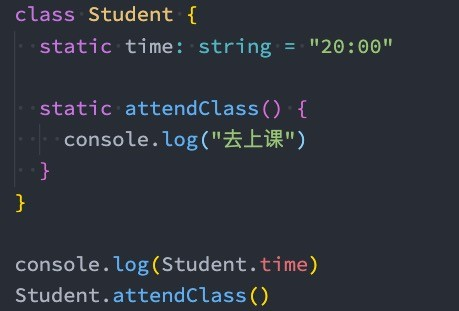 class Student {
  static time: string = "20:00"

  static attendClass() {
    console.log("去上课")
  }
}

console.log(Student.time)
Student.attendClass()